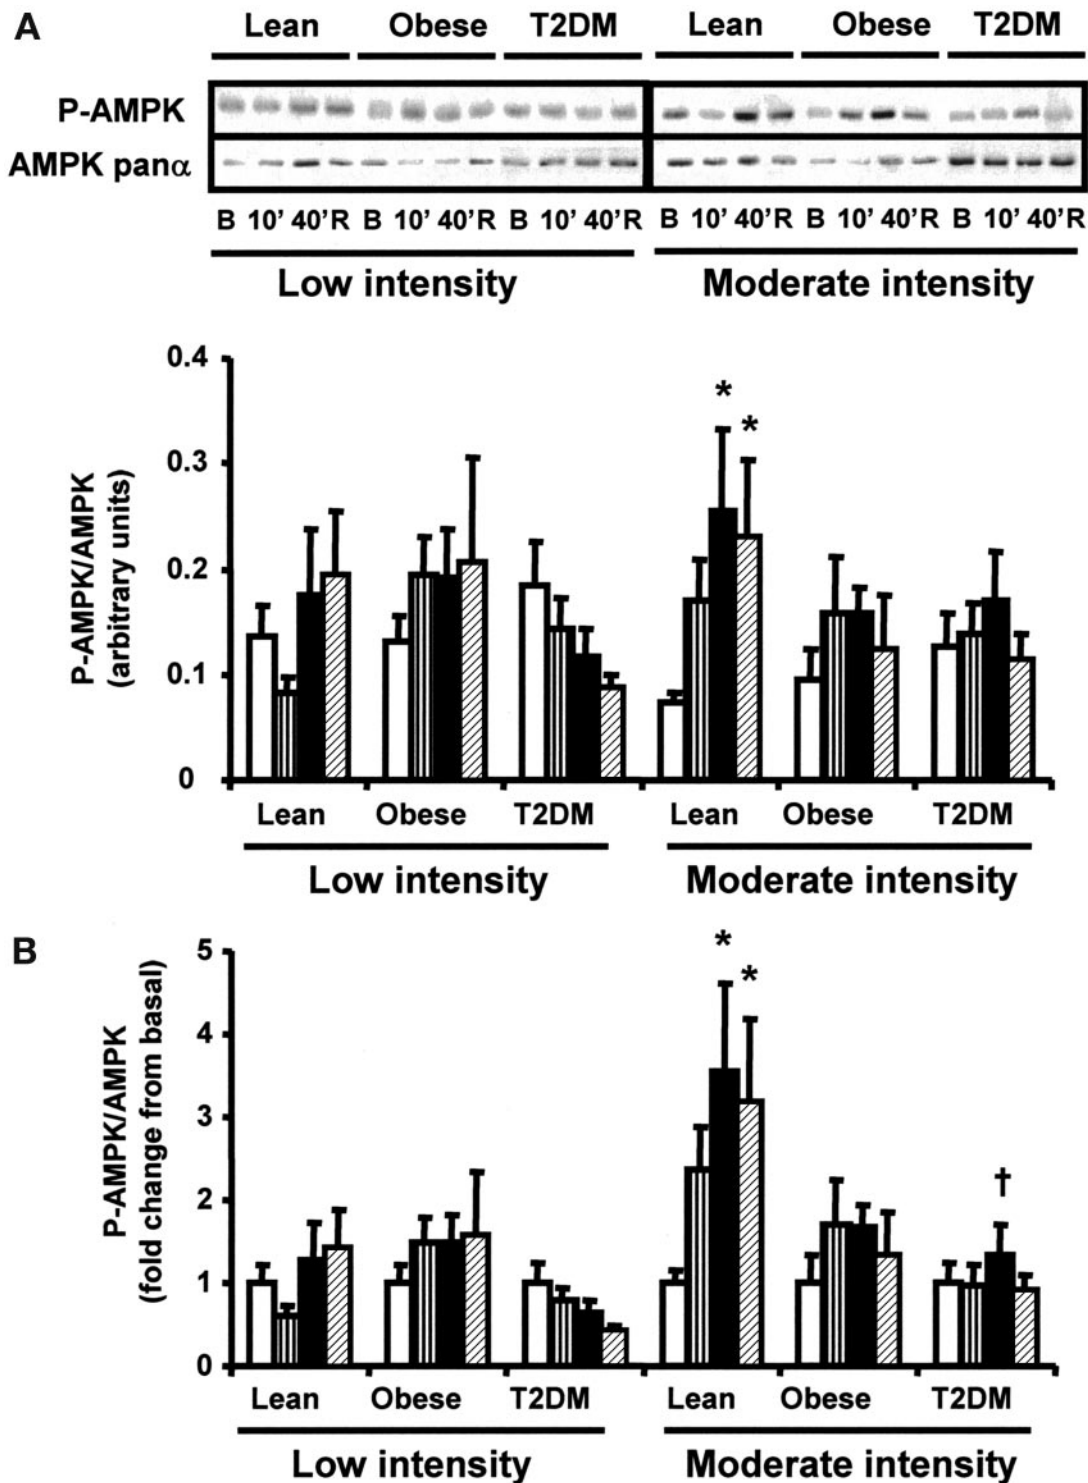 A
Lean Obese T2DM Lean Obese T2DM
P-AMPK
AMPK panα
B 10’ 40’R B 10’ 40’R B 10’ 40’R B 10’ 40’R B 10’ 40’R B 10’ 40’R
Low intensity Moderate intensity
P-AMPK/AMPK
(arbitrary units)
0.4
0.3
0.2
0.1
0
* *
Lean Obese T2DM Lean Obese T2DM
Low intensity Moderate intensity
B
P-AMPK/AMPK
(fold change from basal)
5
4
3
2
1
0
* *
†
Lean Obese T2DM Lean Obese T2DM
Low intensity Moderate intensity